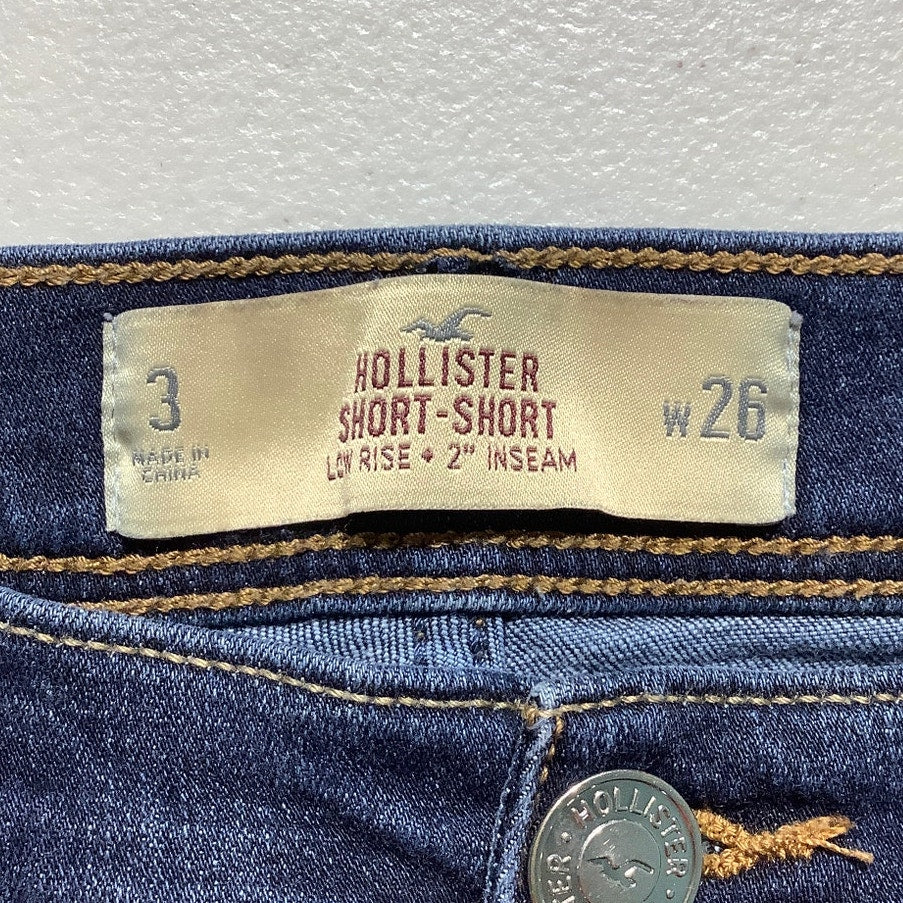 HOLLISTER
SHORT-SHORT
LOW RISE • 2" INSEAM
3
MADE IN
CHINA
W 26
• HOLLISTER